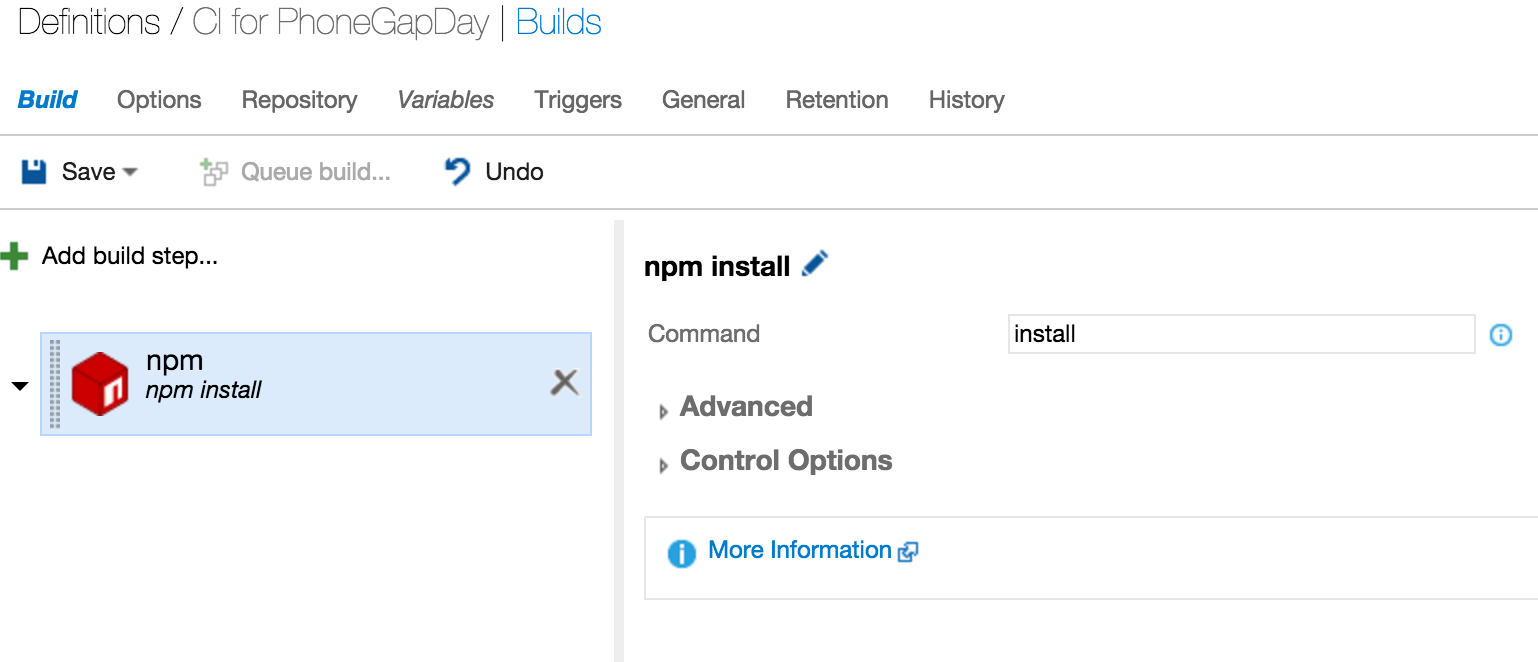 Definitions / CI for PhoneGapDay | Builds
Build Options Repository Variables Triggers General Retention History
Save Queue build... Undo
Add build step...
npm
npm install
npm install
Command install
Advanced
Control Options
More Information